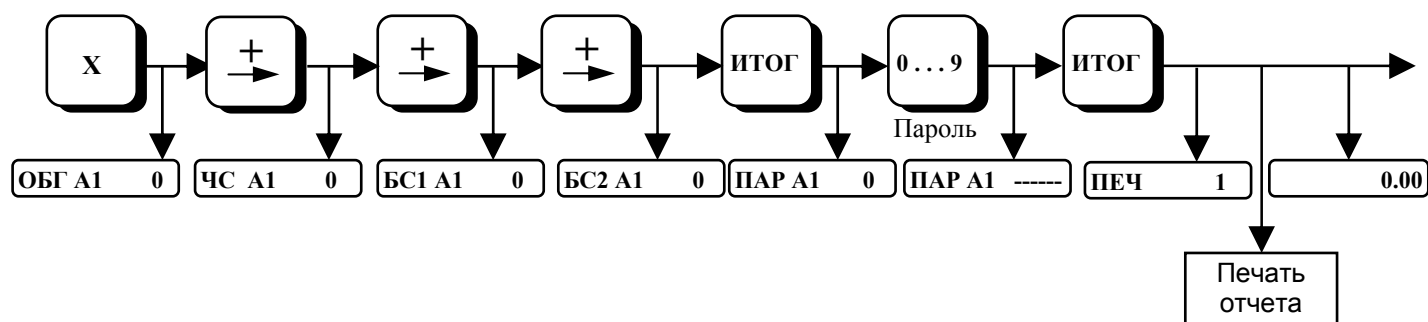 X
+
+
+
ИТОГ
0 . . . 9
ИТОГ
Пароль
ОБГ А1 0
ЧС А1 0
БС1 А1 0
БС2 А1 0
ПАР А1 0
ПАР А1 ------
ПЕЧ 1
0.00
Печать
отчета